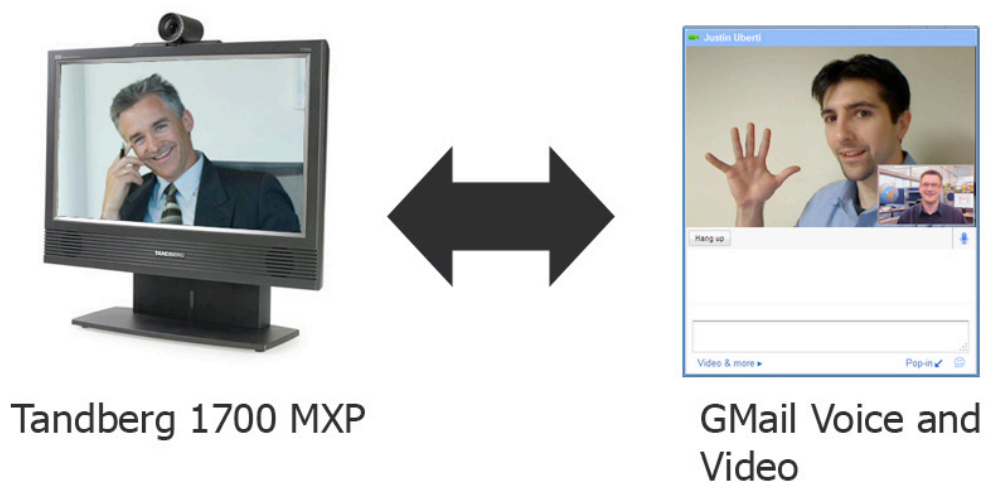 Justin Uberti
TANDBERG
Hang up
Video & more ▸
Pop-in
Tandberg 1700 MXP
GMail Voice and
Video